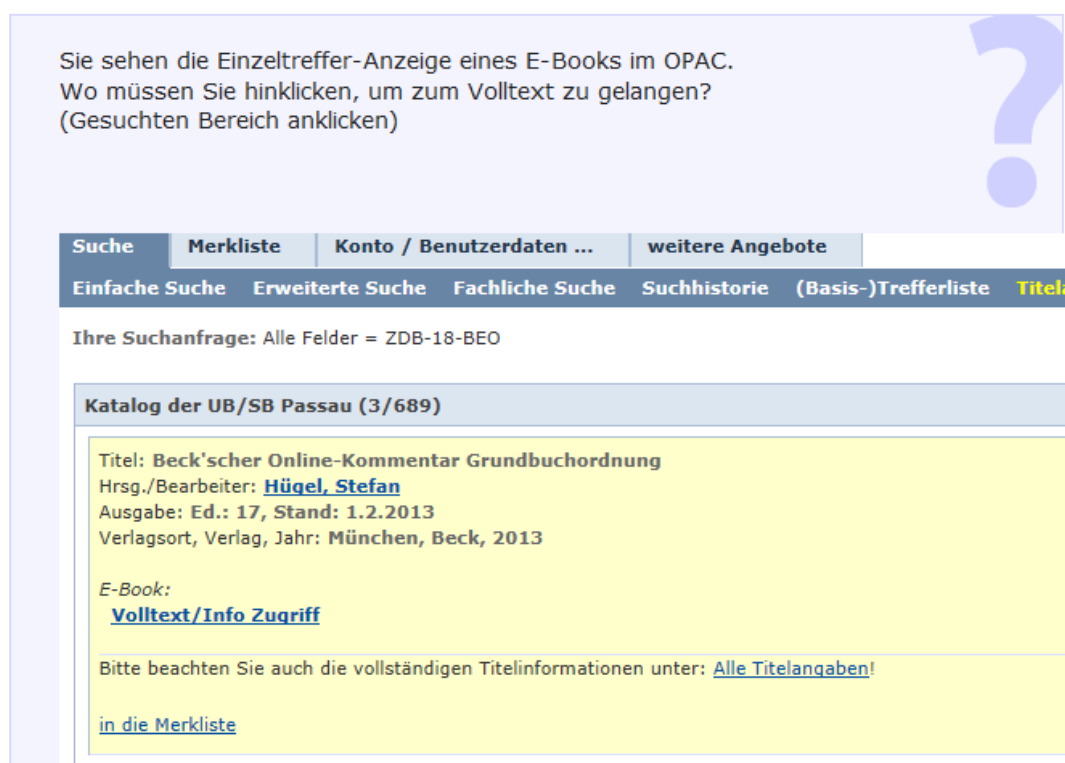 Sie sehen die Einzeltreffer-Anzeige eines E-Books im OPAC.
Wo müssen Sie hinklicken, um zum Volltext zu gelangen?
(Gesuchten Bereich anklicken)
?
Suche Merkliste Konto / Benutzerdaten ... weitere Angebote
Einfache Suche Erweiterte Suche Fachliche Suche Suchhistorie (Basis-)Trefferliste
Ihre Suchanfrage: Alle Felder = ZDB-18-BEO
Katalog der UB/SB Passau (3/689)
Titel: Beck'scher Online-Kommentar Grundbuchordnung
Hrsg./Bearbeiter: Hügel, Stefan
Ausgabe: Ed.: 17, Stand: 1.2.2013
Verlagsort, Verlag, Jahr: München, Beck, 2013
E-Book:
Volltext/Info Zugriff
Bitte beachten Sie auch die vollständigen Titelinformationen unter: Alle Titelangaben!
in die Merkliste